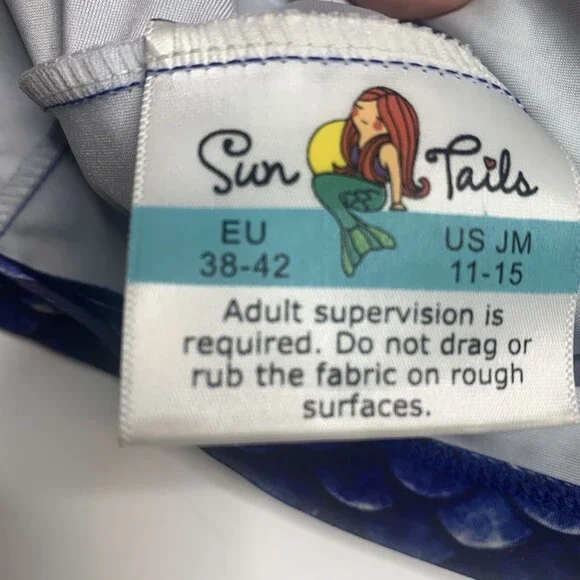 Sun Tails
EU
38-42
US JM
11-15
Adult supervision is
required. Do not drag or
rub the fabric on rough
surfaces.